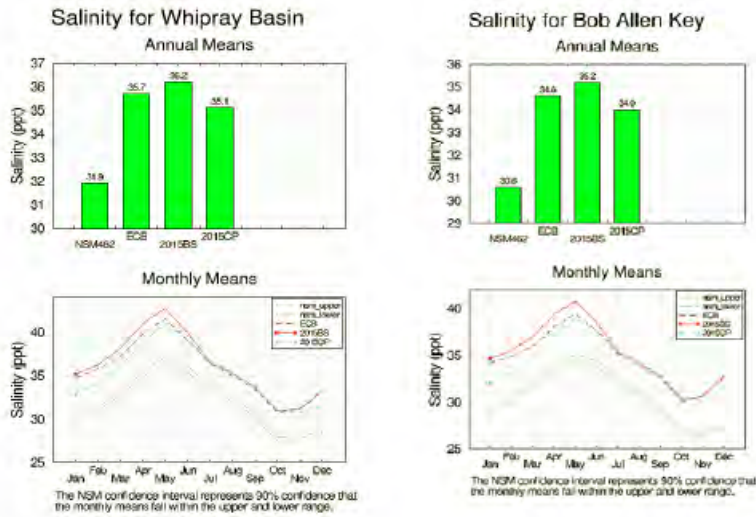 Salinity for Whipray Basin
Annual Means
37
36
35
34
33
32
31
30
Salinity (ppt)
31.9
35.7
36.2
35.1
NSM462
ECB
2015BS
2015CP
Monthly Means
40
35
30
25
Salinity (ppt)
nsm_upper
nsm_lower
ECB
2015BS
2015CP
Jan Feb Mar Apr May Jun Jul Aug Sep Oct Nov Dec
The NSM confidence interval represents 90% confidence that
the monthly means fall within the upper and lower range.
Salinity for Bob Allen Key
Annual Means
36
35
34
33
32
31
30
29
Salinity (ppt)
30.6
34.6
35.2
34.0
NSM462
ECB
2015BS
2015CP
Monthly Means
40
35
30
25
Salinity (ppt)
nsm_upper
nsm_lower
ECB
2015BS
2015CP
Jan Feb Mar Apr May Jun Jul Aug Sep Oct Nov Dec
The NSM confidence interval represents 90% confidence that
the monthly means fall within the upper and lower range.